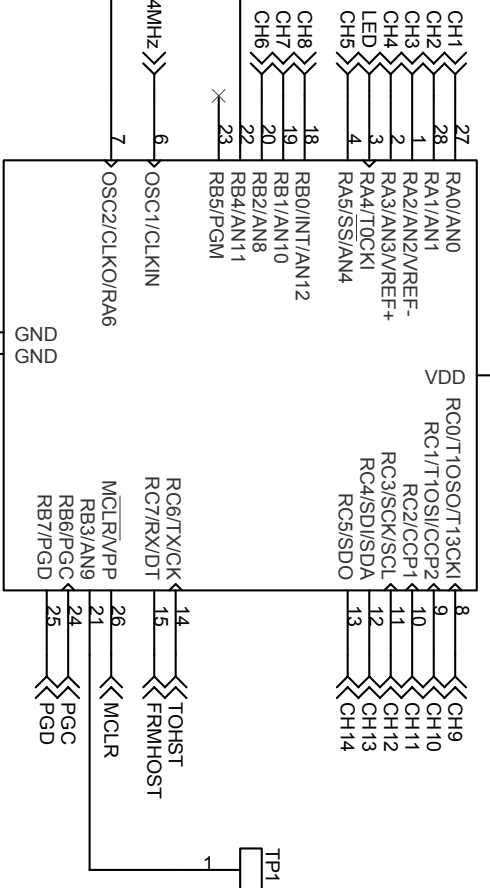 4MHz
CH6
CH7
CH8
CH5
LED
CH4
CH3
CH2
CH1
7
6
23
22
20
19
18
4
3
2
1
28
27
OSC2/CLKO/RA6
OSC1/CLKIN
RB5/PGM
RB4/AN11
RB2/AN8
RB1/AN10
RB0/INT/AN12
RA5/SS/AN4
RA4/T0CKI
RA3/AN3/VREF+
RA2/AN2/VREF-
RA1/AN1
RA0/AN0
GND
GND
VDD
RB7/PGD
RB6/PGC
RB3/AN9
MCLR/VPP
RC7/RX/DT
RC6/TX/CK
RC5/SDO
RC4/SDI/SDA
RC3/SCK/SCL
RC2/CCP1
RC1/T1OSI/CCP2
RC0/T1OSO/T13CKI
25
24
21
26
15
14
13
12
11
10
9
8
PGD
PGC
MCLR
FRMHOST
TOHST
CH14
CH13
CH12
CH11
CH10
CH9
1
TP1